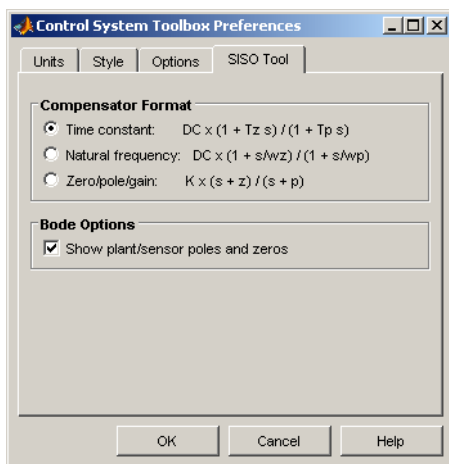 Control System Toolbox Preferences
Units Style Options SISO Tool
Compensator Format
Time constant: DC x (1 + Tz s) / (1 + Tp s)
Natural frequency: DC x (1 + s/wz) / (1 + s/wp)
Zero/pole/gain: K x (s + z) / (s + p)
Bode Options
Show plant/sensor poles and zeros
OK Cancel Help